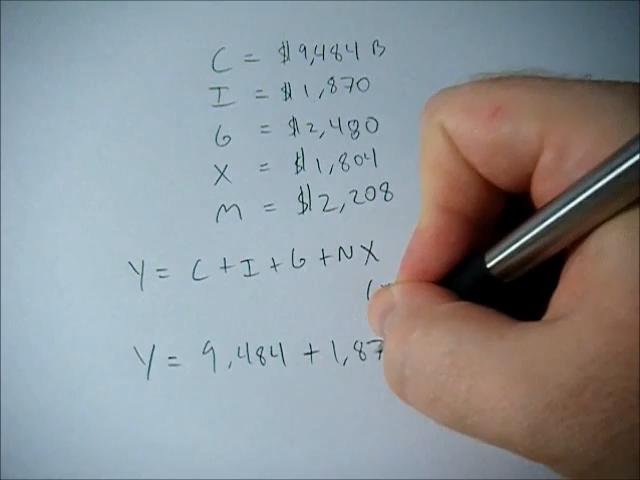 C = $9,484 B
I = $1,870
G = $2,480
X = $1,804
M = $2,208
Y = C + I + G + NX
(
Y = 9,484 + 1,87